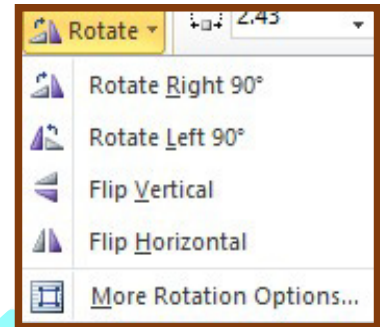 Rotate 2.43
Rotate Right 90°
Rotate Left 90°
Flip Vertical
Flip Horizontal
More Rotation Options...